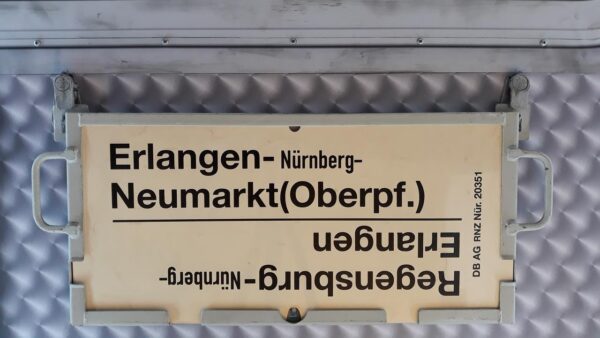 Erlangen- Nürnberg-
Neumarkt(Oberpf.)
Regensburg-Nürnberg-
Erlangen
DB AG RNZ Nür. 20351